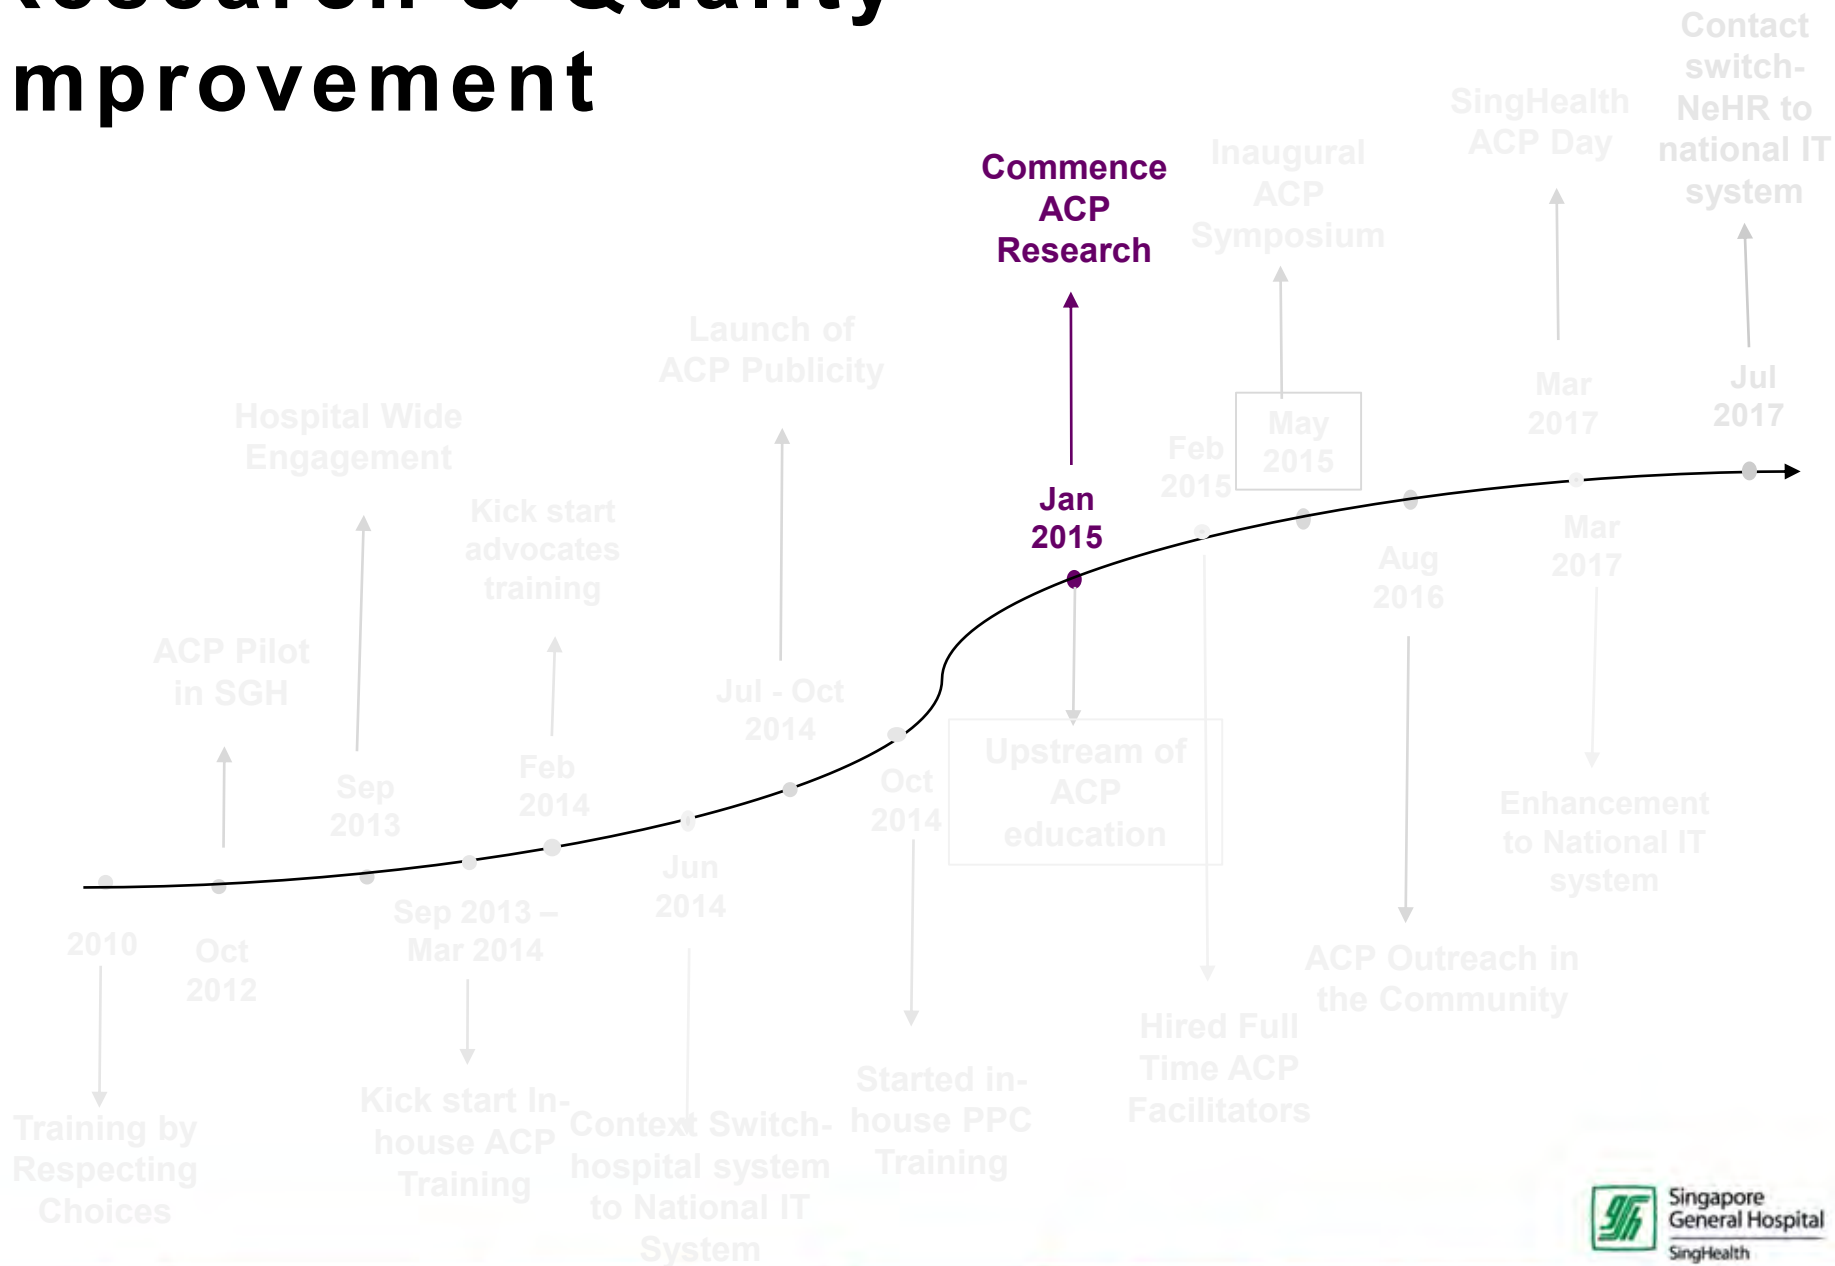 Research & Quality
mprovement
Contact
switch-
NeHR to
national IT
system
SingHealth
ACP Day
Inaugural
ACP
Symposium
Commence
ACP
Research
Launch of
ACP Publicity
Hospital Wide
Engagement
Kick start
advocates
training
ACP Pilot
in SGH
Jul
2017
Mar
2017
May
2015
Feb
2015
Jan
2015
Mar
2017
Aug
2016
Jul - Oct
2014
Feb
2014
Sep
2013
Oct
2014
Upstream of
ACP
education
Enhancement
to National IT
system
Jun
2014
Sep 2013 –
Mar 2014
2010
Oct
2012
ACP Outreach in
the Community
Hired Full
Time ACP
Facilitators
Started in-
house PPC
Training
Kick start In-
house ACP
Training
Context Switch-
hospital system
to National IT
System
Training by
Respecting
Choices
Singapore
General Hospital
SingHealth